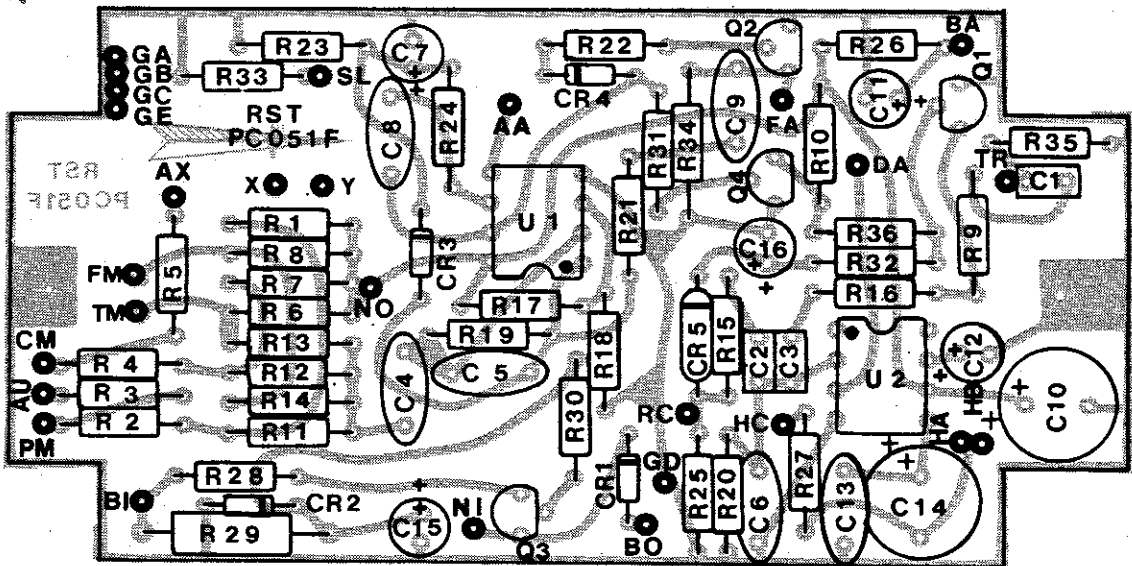 GA
GB
GC
GE
R23
R33
SL
C7
+
R22
CR4
Q2
R26
BA
Q1
C11
+
+
RST
PC051F
C8
R24
AA
R31
R34
C9
FA
R10
DA
R35
TR
C1
RST
PC051F
AX
X
Y
U1
R21
Q4
C16
+
+
R9
R1
R8
R7
R6
R13
R12
R14
R11
R5
FM
TM
NO
CR3
R36
R32
R16
R17
R19
R18
CR5
R15
C2
C3
U2
C12
+
+
HB
HA
C10
+
+
CM
AU
PM
R4
R3
R2
C4
C5
R30
RC
HC
R27
GD
CR1
R25
R20
C6
C13
C14
+
+
R28
BI
CR2
R29
C15
+
+
NI
Q3
BO